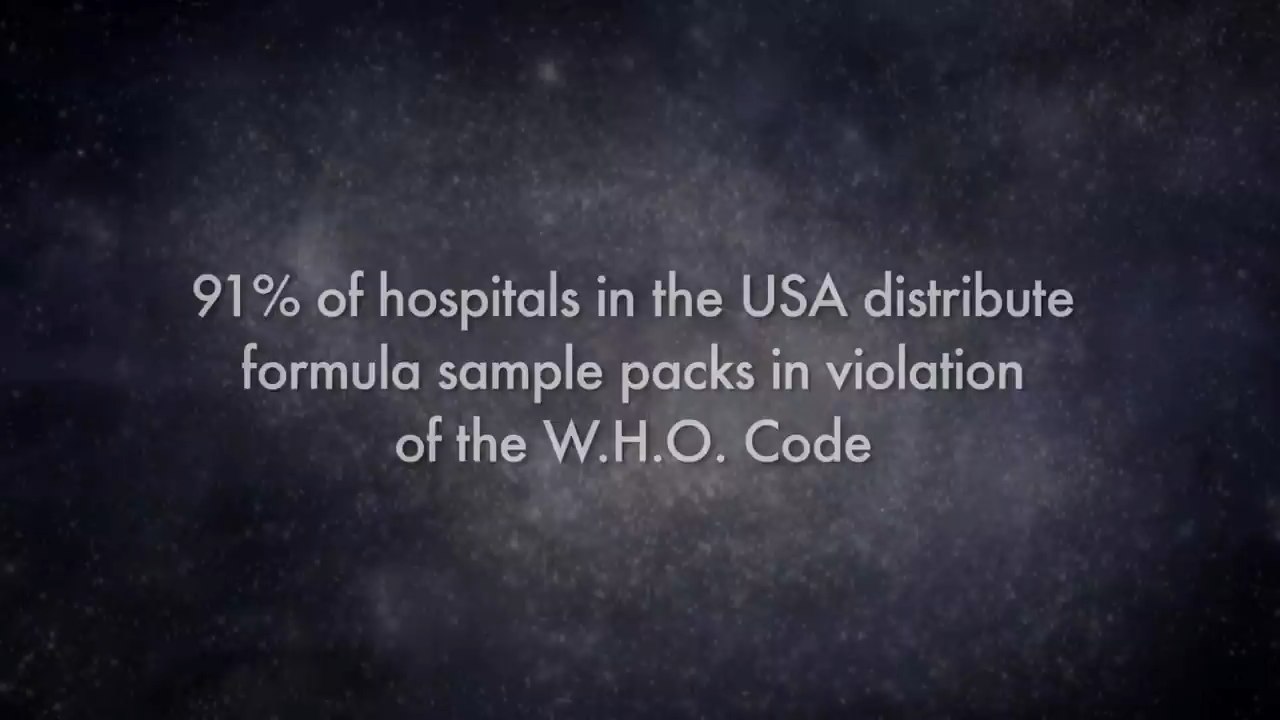 91% of hospitals in the USA distribute
formula sample packs in violation
of the W.H.O. Code